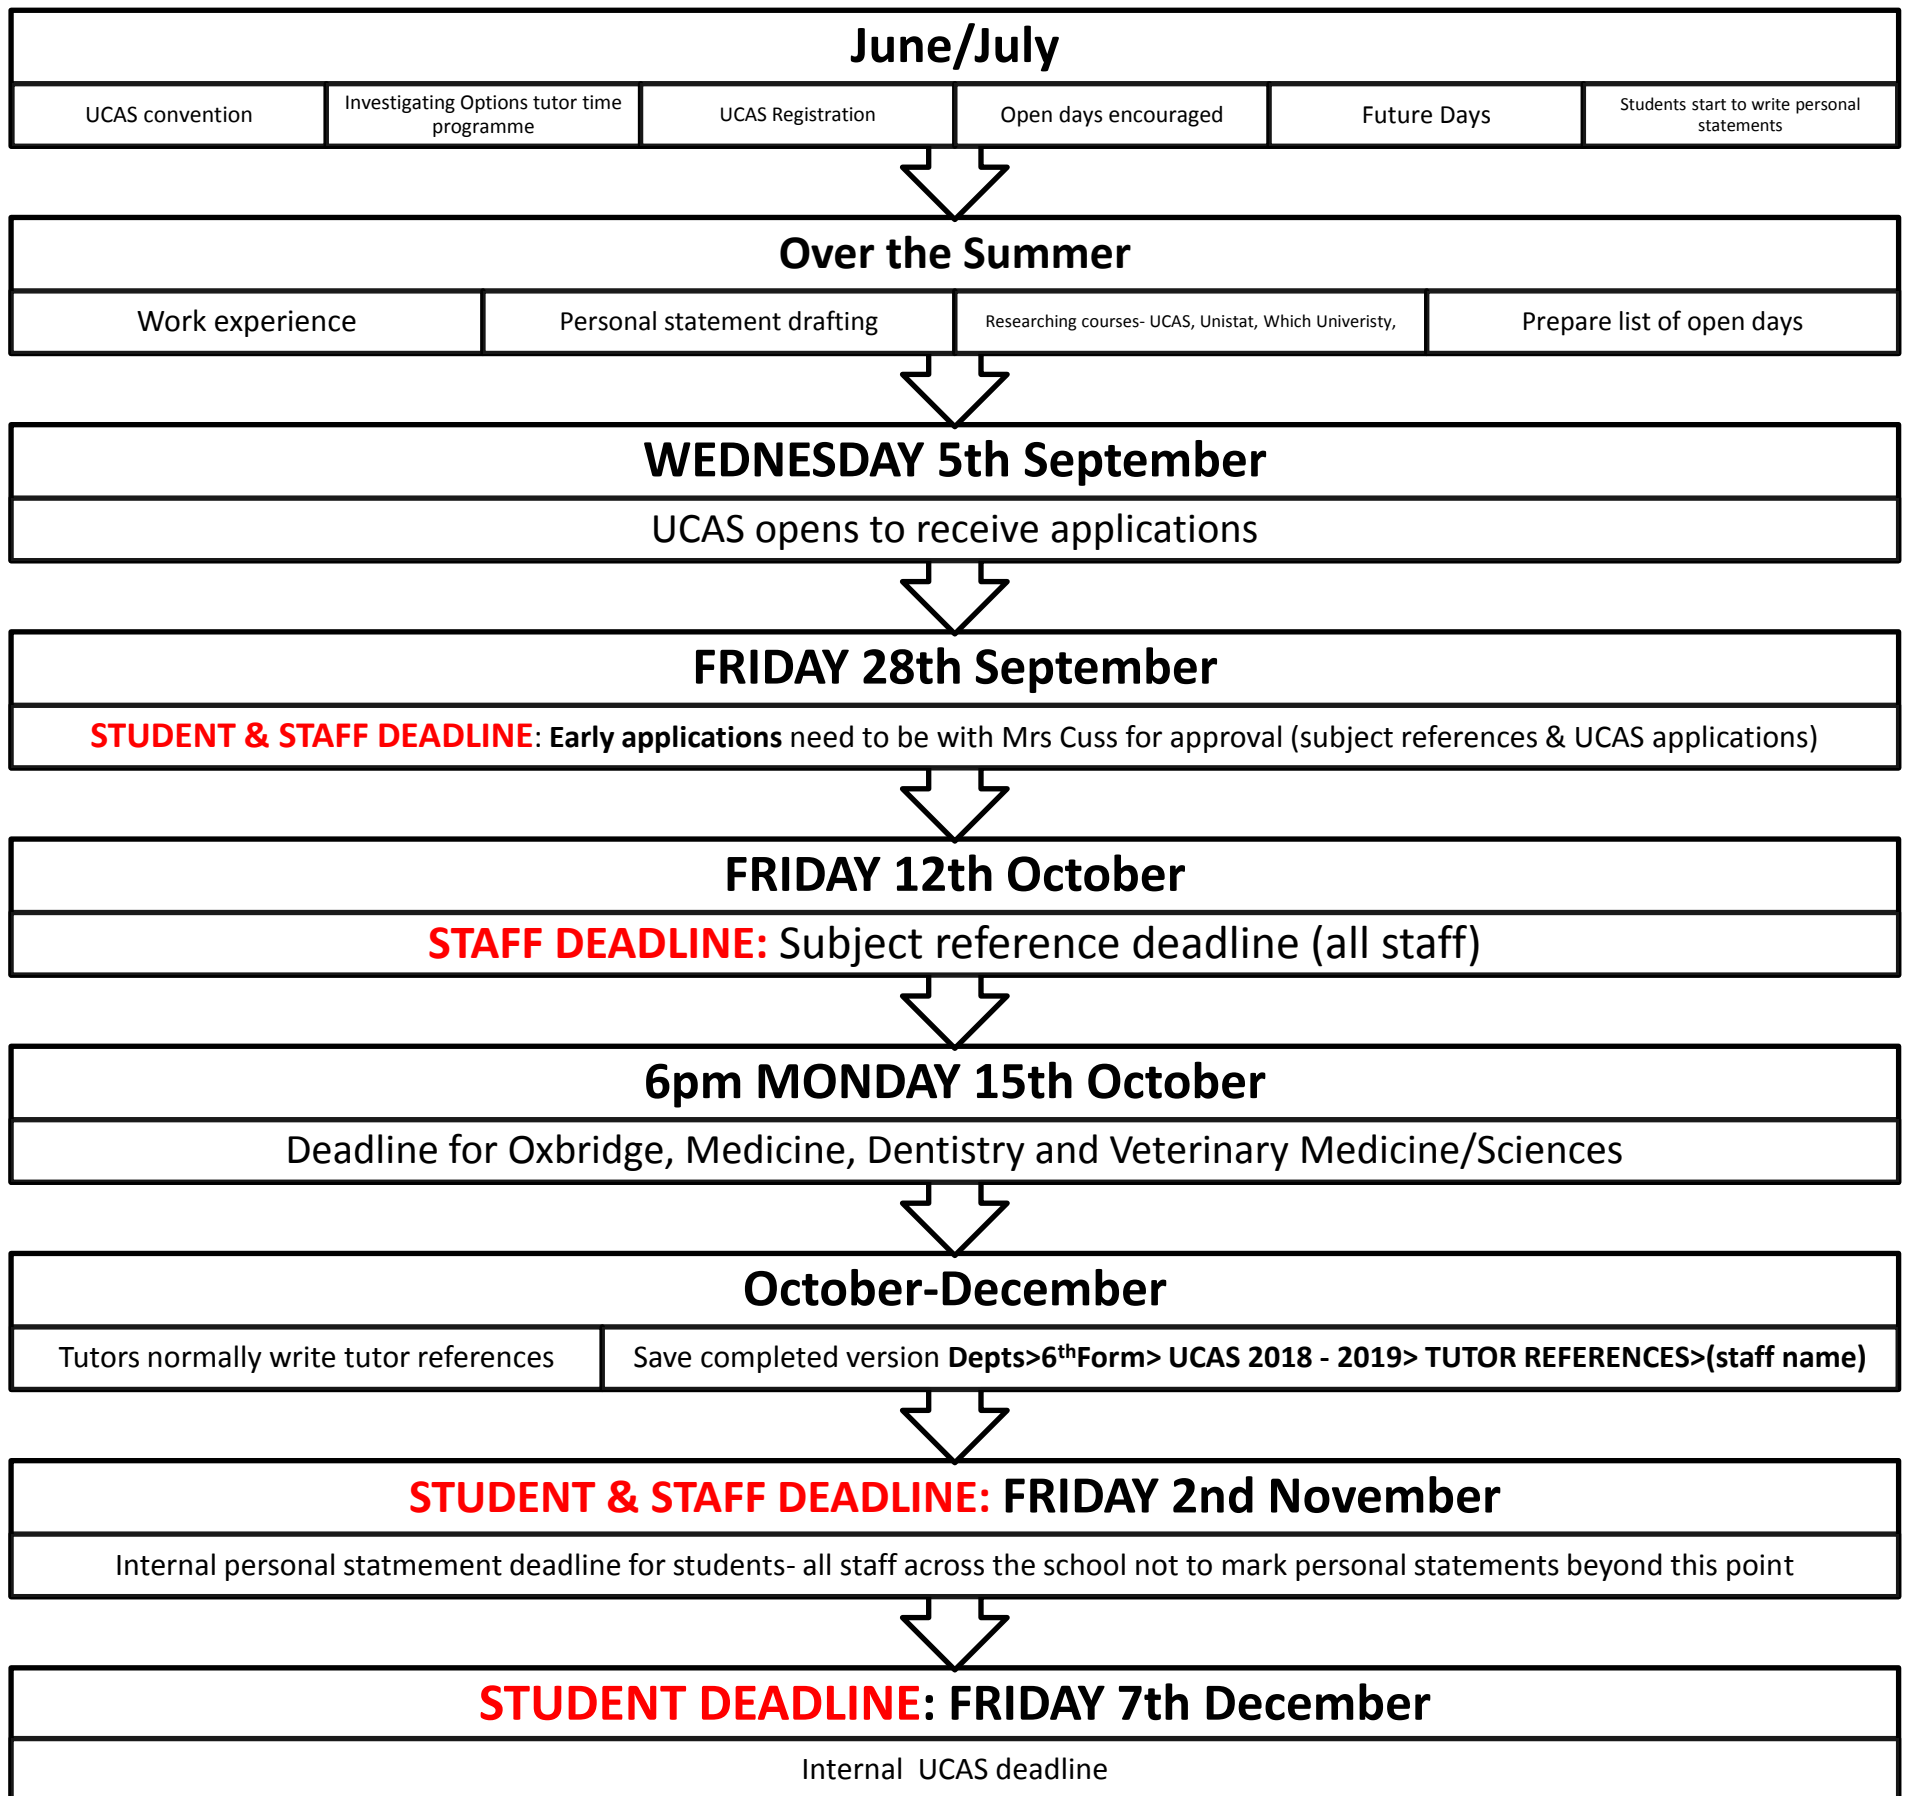 June/July
UCAS convention
Investigating Options tutor time
programme
UCAS Registration
Open days encouraged
Future Days
Students start to write personal
statements
Over the Summer
Work experience
Personal statement drafting
Researching courses- UCAS, Unistat, Which Univeristy,
Prepare list of open days
WEDNESDAY 5th September
UCAS opens to receive applications
FRIDAY 28th September
STUDENT & STAFF DEADLINE: Early applications need to be with Mrs Cuss for approval (subject references & UCAS applications)
FRIDAY 12th October
STAFF DEADLINE: Subject reference deadline (all staff)
6pm MONDAY 15th October
Deadline for Oxbridge, Medicine, Dentistry and Veterinary Medicine/Sciences
October-December
Tutors normally write tutor references
Save completed version Depts>6thForm> UCAS 2018 - 2019> TUTOR REFERENCES>(staff name)
STUDENT & STAFF DEADLINE: FRIDAY 2nd November
Internal personal statmement deadline for students- all staff across the school not to mark personal statements beyond this point
STUDENT DEADLINE: FRIDAY 7th December
Internal  UCAS deadline